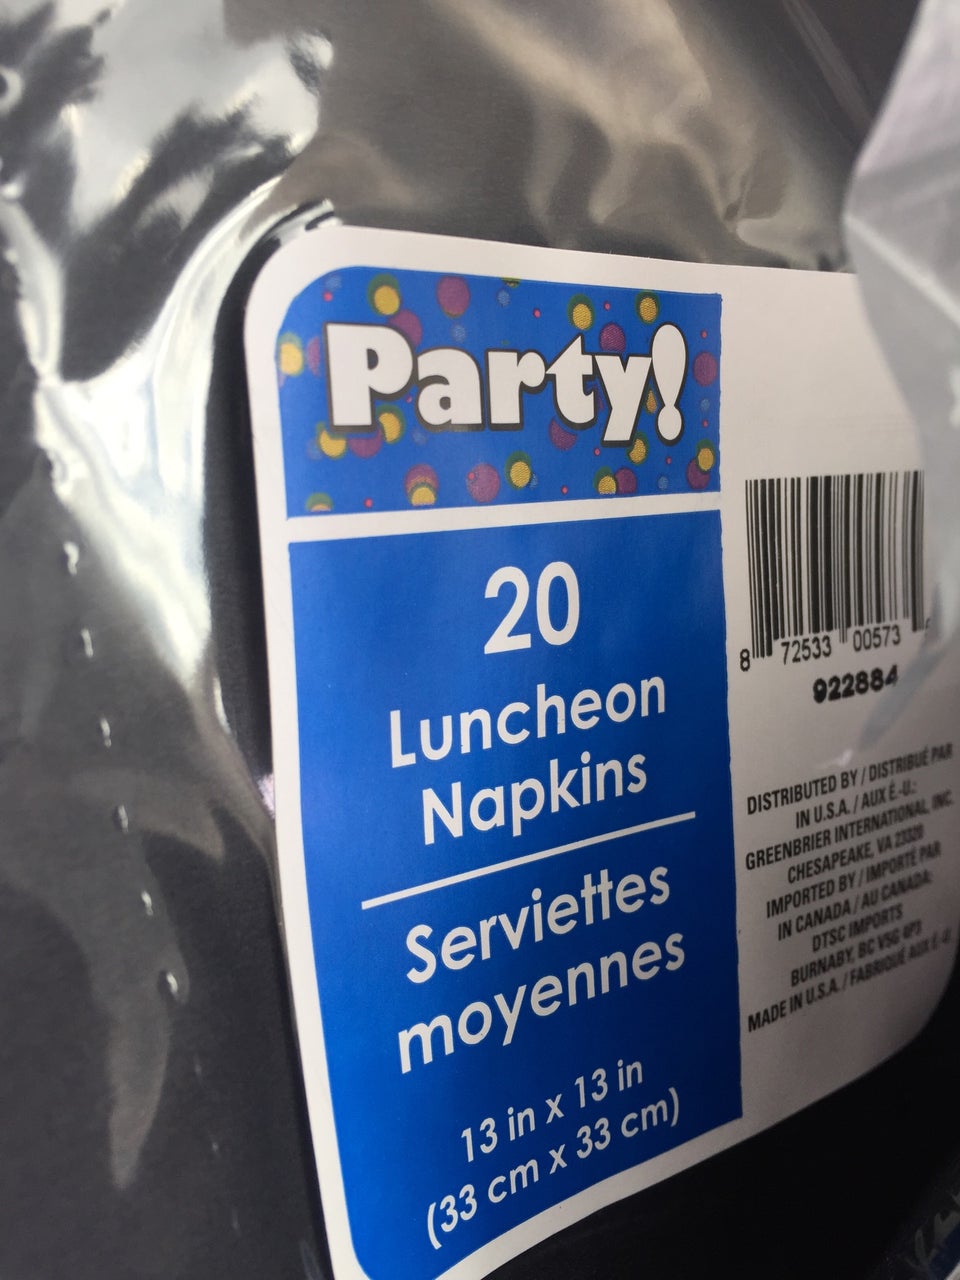 Party!
20
Luncheon
Napkins
Serviettes
moyennes
13 in x 13 in
(33 cm x 33 cm)
8 72533 00573
922884
DISTRIBUTED BY / DISTRIBUÉ PAR
IN U.S.A. / AUX É.-U.:
GREENBRIER INTERNATIONAL, INC.
CHESAPEAKE, VA 23320
IMPORTED BY / IMPORTÉ PAR
IN CANADA / AU CANADA:
DTSC IMPORTS
BURNABY, BC V5G 4P3
MADE IN U.S.A. / FABRIQUÉ AUX É.-U.